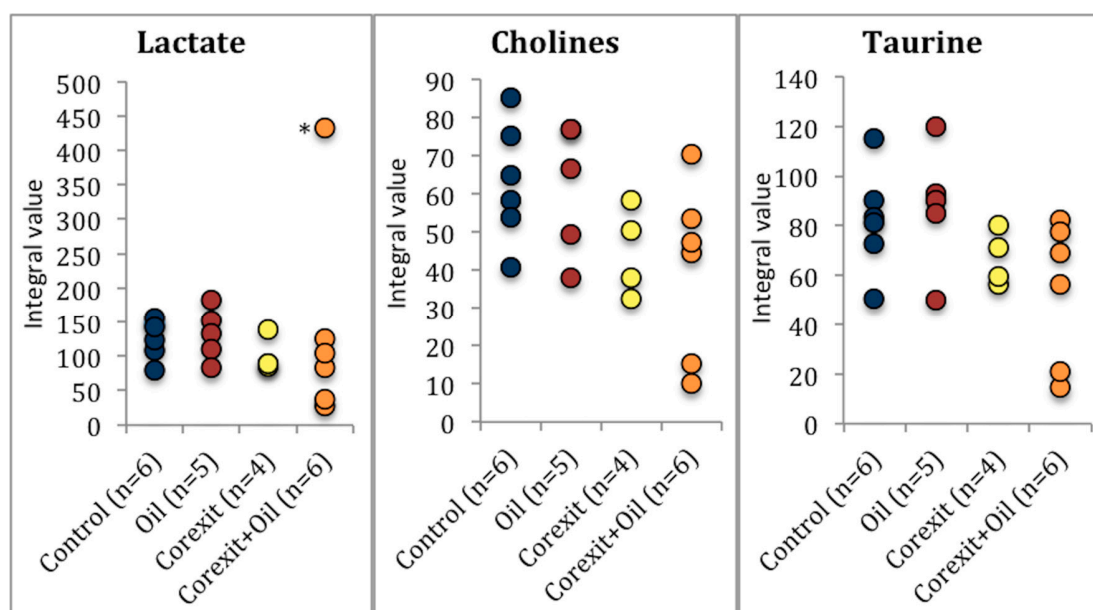 Lactate
Integral value
500
450
400
350
300
250
200
150
100
50
0
*
Control (n=6)
Oil (n=5)
Corexit (n=4)
Corexit+Oil (n=6)
Cholines
Integral value
90
80
70
60
50
40
30
20
10
0
Control (n=6)
Oil (n=5)
Corexit (n=4)
Corexit+Oil (n=6)
Taurine
Integral value
140
120
100
80
60
40
20
0
Control (n=6)
Oil (n=5)
Corexit (n=4)
Corexit+Oil (n=6)